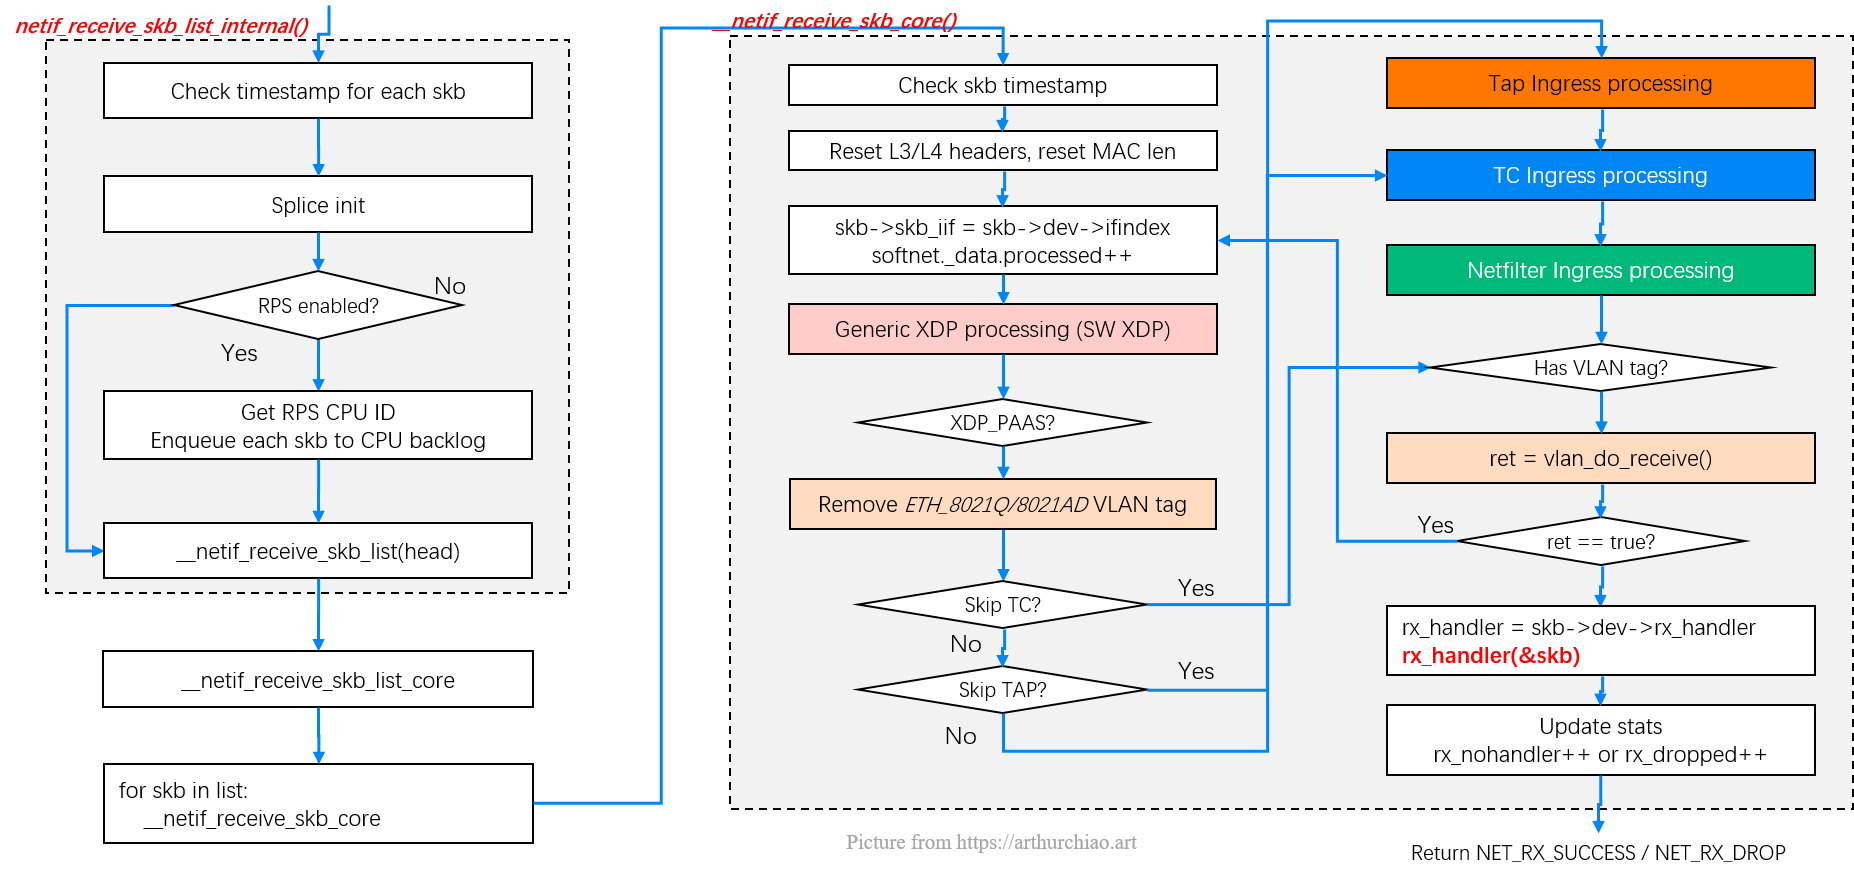 netif_receive_skb_list_internal()
Check timestamp for each skb
Splice init
RPS enabled?
No
Yes
Get RPS CPU ID
Enqueue each skb to CPU backlog
__netif_receive_skb_list(head)
__netif_receive_skb_list_core
for skb in list:
__netif_receive_skb_core
__netif_receive_skb_core()
Check skb timestamp
Reset L3/L4 headers, reset MAC len
skb->skb_iif = skb->dev->ifindex
softnet._data.processed++
Generic XDP processing (SW XDP)
XDP_PAAS?
Remove ETH_8021Q/8021AD VLAN tag
Skip TC?
Yes
No
Skip TAP?
Yes
No
Tap Ingress processing
TC Ingress processing
Netfilter Ingress processing
Has VLAN tag?
ret = vlan_do_receive()
Yes
ret == true?
rx_handler = skb->dev->rx_handler
rx_handler(&skb)
Update stats
rx_nohandler++ or rx_dropped++
Return NET_RX_SUCCESS / NET_RX_DROP
Picture from https://arthurchiao.art